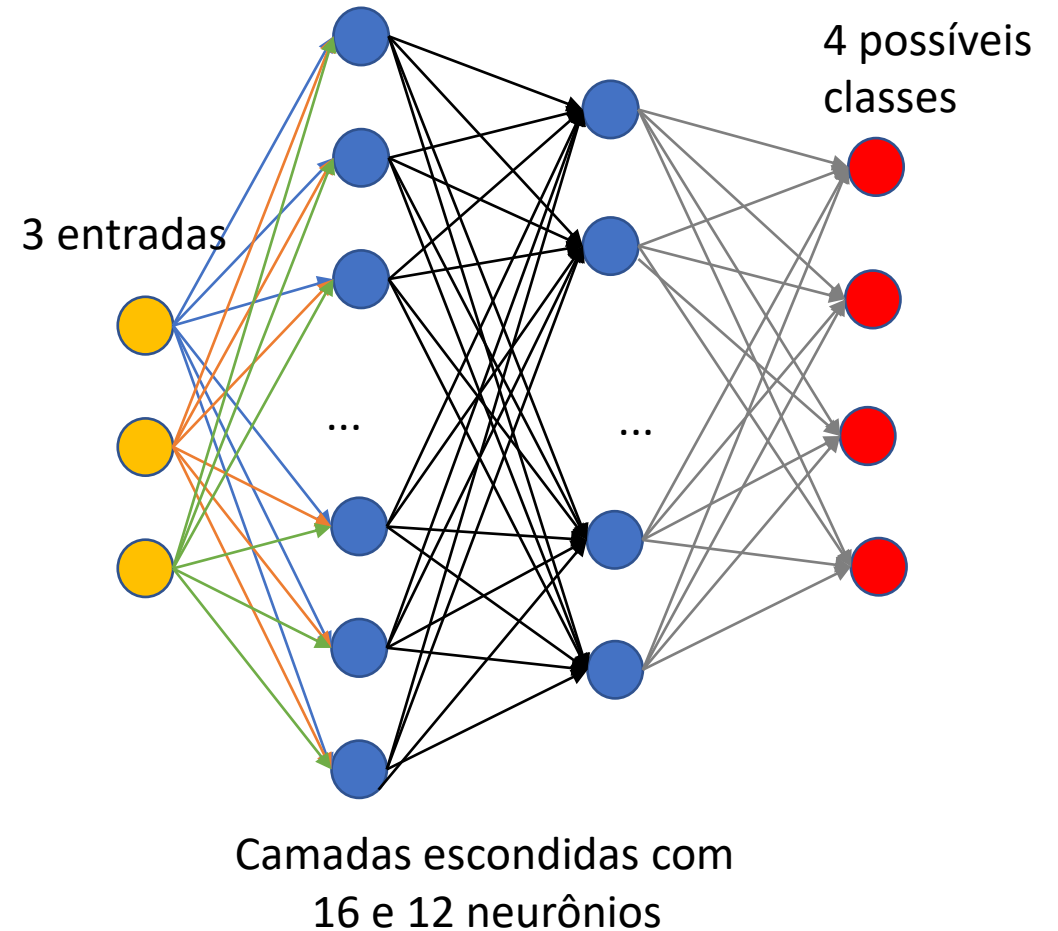 4 possíveis
classes
3 entradas
...
...
Camadas escondidas com
16 e 12 neurônios